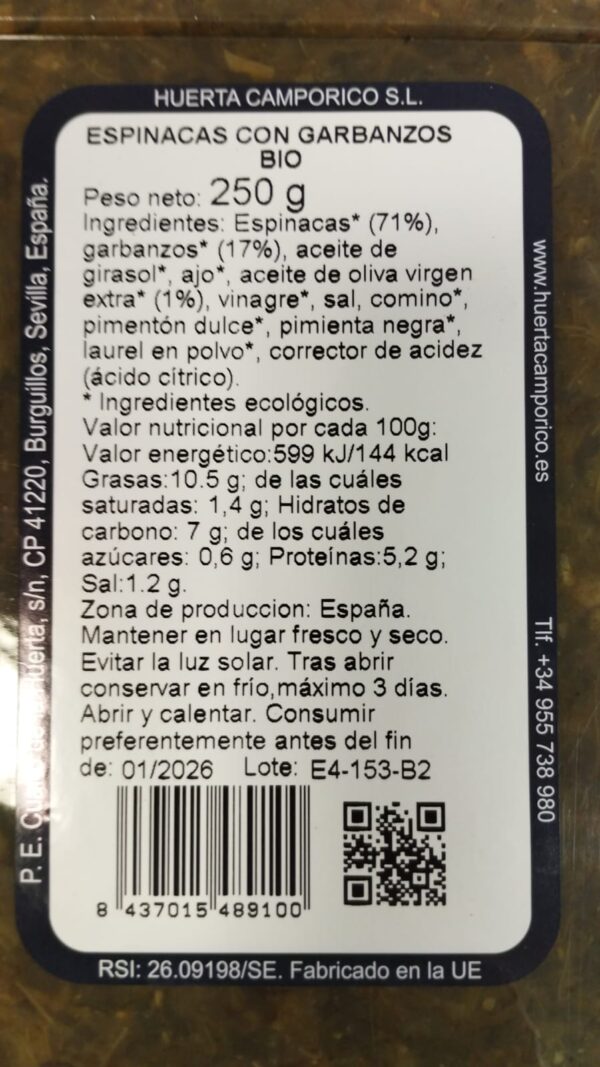 HUERTA CAMPORICO S.L.
ESPINACAS CON GARBANZOS
BIO
Peso neto: 250 g
Ingredientes: Espinacas* (71%),
garbanzos* (17%), aceite de
girasol*, ajo*, aceite de oliva virgen
extra* (1%), vinagre*, sal, comino*,
pimentón dulce*, pimienta negra*,
laurel en polvo*, corrector de acidez
(ácido cítrico).
* Ingredientes ecológicos.
Valor nutricional por cada 100g:
Valor energético:599 kJ/144 kcal
Grasas:10.5 g; de las cuáles
saturadas: 1,4 g; Hidratos de
carbono: 7 g; de los cuáles
azúcares: 0,6 g; Proteínas:5,2 g;
Sal:1.2 g.
Zona de produccion: España.
Mantener en lugar fresco y seco.
Evitar la luz solar. Tras abrir
conservar en frío,máximo 3 días.
Abrir y calentar. Consumir
preferentemente antes del fin
de: 01/2026 Lote: E4-153-B2
8 437015 489100
RSI: 26.09198/SE. Fabricado en la UE
P. E. s/n, CP 41220, Burguillos, Sevilla, España.
www.huertacamporico.es
Tlf. +34 955 738 980